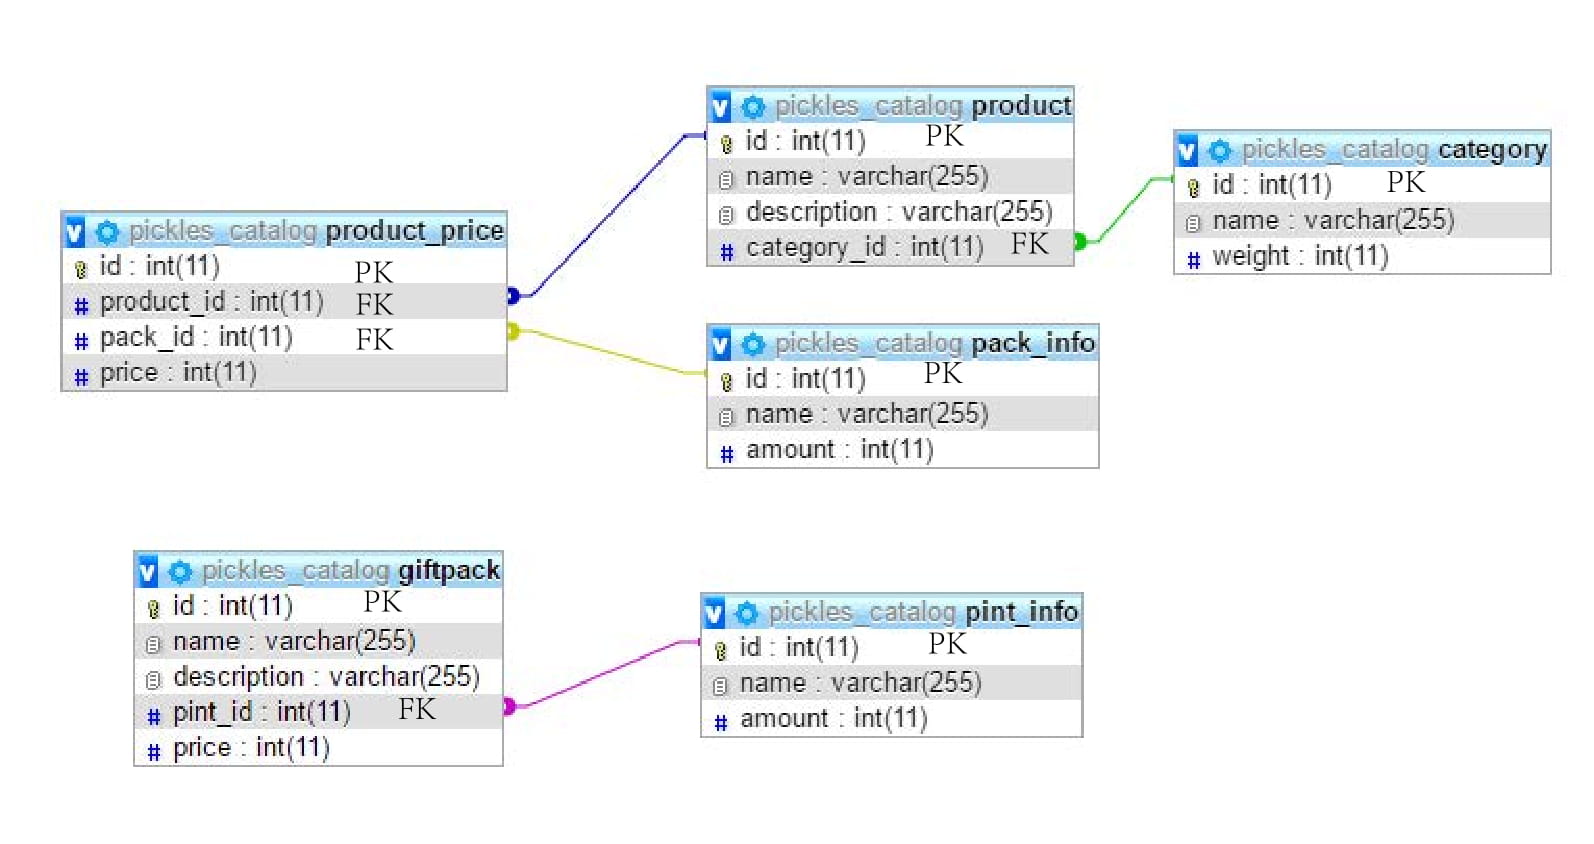 pickles_catalog product_price
id : int(11) PK
product_id : int(11) FK
pack_id : int(11) FK
price : int(11)
pickles_catalog product
id : int(11) PK
name : varchar(255)
description : varchar(255)
category_id : int(11) FK
pickles_catalog category
id : int(11) PK
name : varchar(255)
weight : int(11)
pickles_catalog pack_info
id : int(11) PK
name : varchar(255)
amount : int(11)
pickles_catalog giftpack
id : int(11) PK
name : varchar(255)
description : varchar(255)
pint_id : int(11) FK
price : int(11)
pickles_catalog pint_info
id : int(11) PK
name : varchar(255)
amount : int(11)